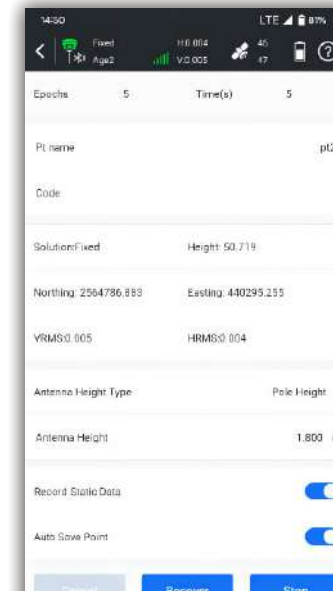 14:50 LTE 81%
Fixed H:0.004 46
Age2 V:0.005 47
Epochs 5 Time(s) 5
Pt name pt2
Code
Solution:Fixed Height: 50.719
Northing: 2564786.883 Easting: 440295.255
VRMS:0.005 HRMS:0.004
Antenna Height Type Pole Height
Antenna Height 1.800
Record Static Data
Auto Save Point
Recover Stop